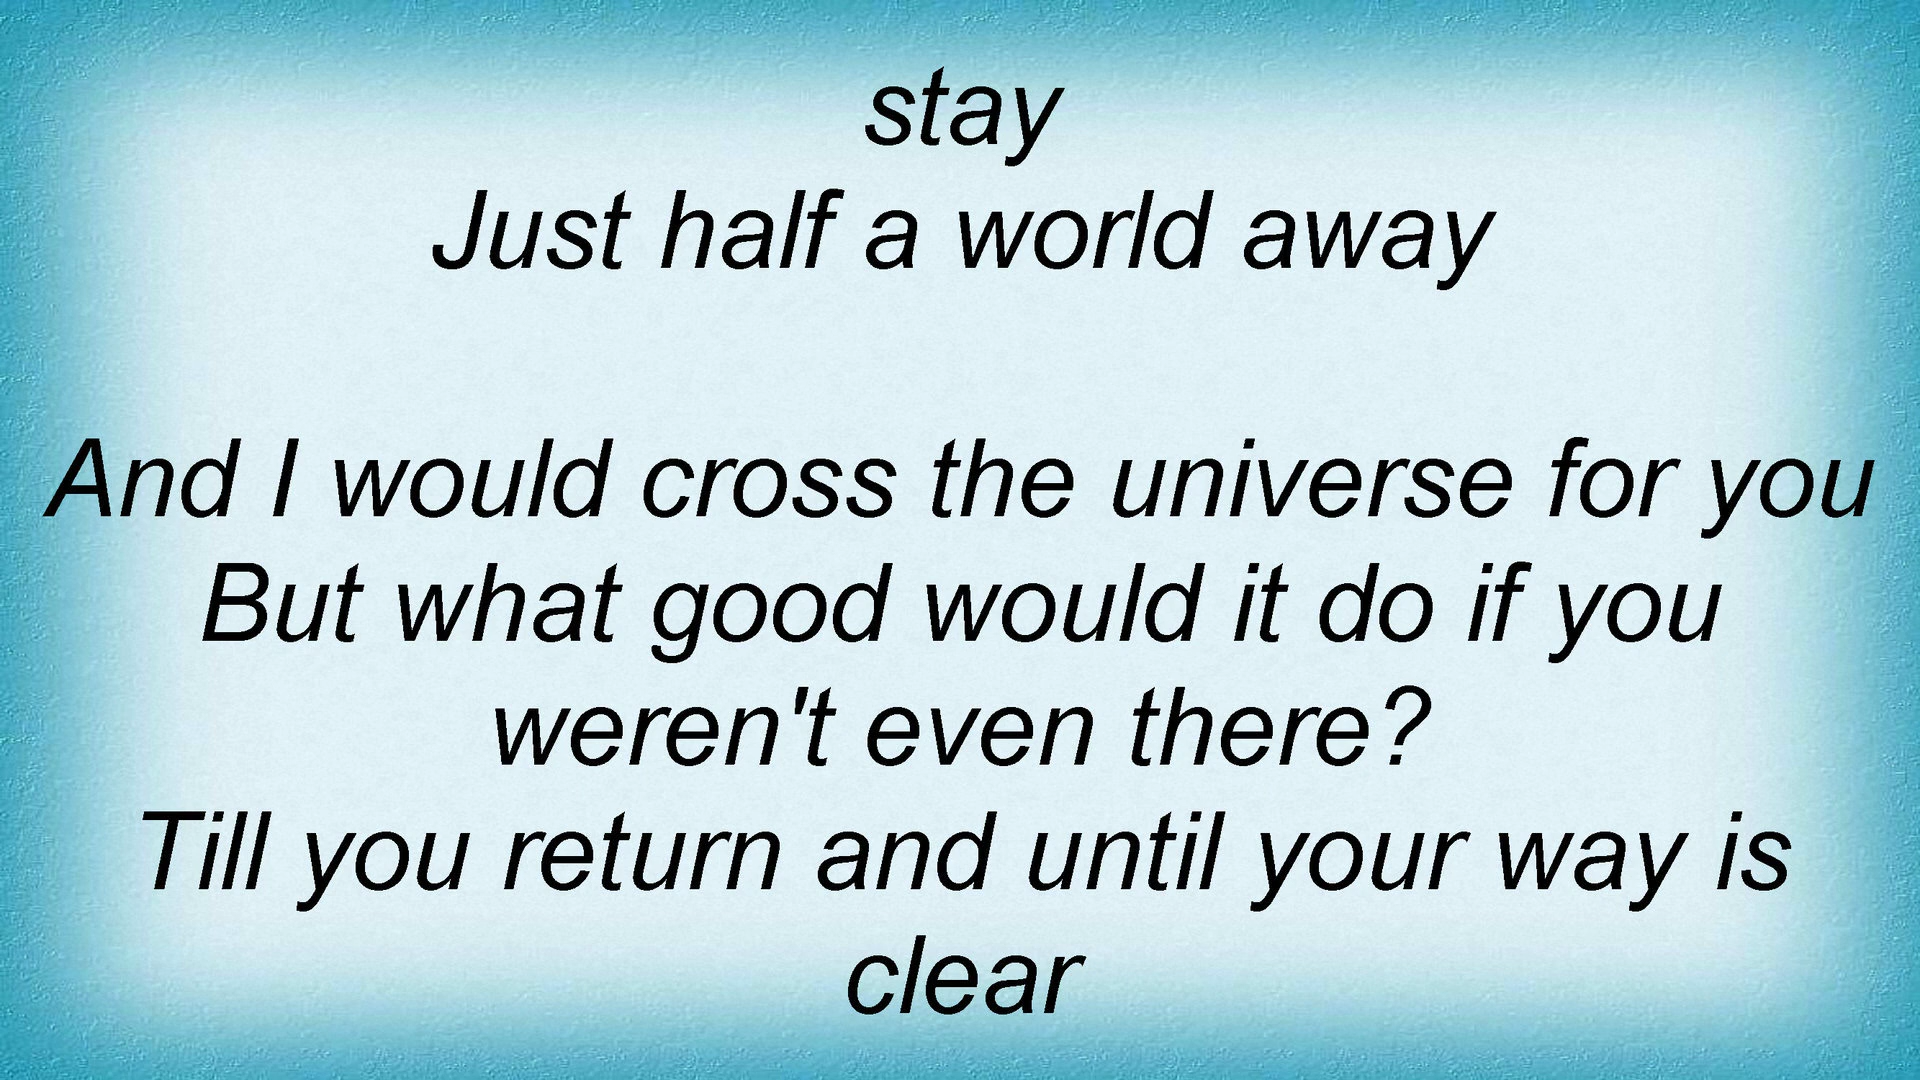 stay
Just half a world away
And I would cross the universe for you
But what good would it do if you
weren't even there?
Till you return and until your way is
clear